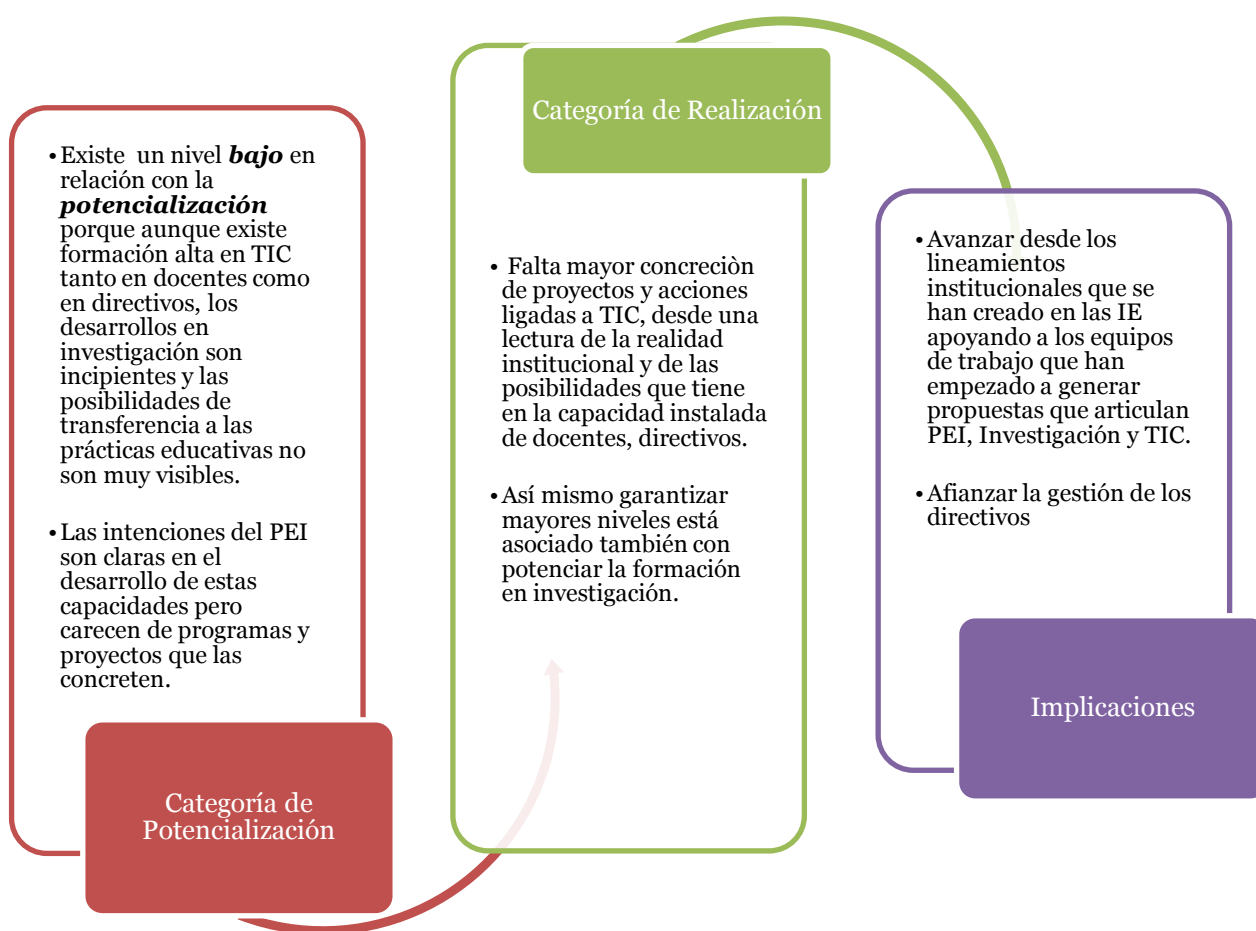 •Existe un nivel bajo en
relación con la
potencialización
porque aunque existe
formación alta en TIC
tanto en docentes como
en directivos, los
desarrollos en
investigación son
incipientes y las
posibilidades de
transferencia a las
prácticas educativas no
son muy visibles.
•Las intenciones del PEI
son claras en el
desarrollo de estas
capacidades pero
carecen de programas y
proyectos que las
concreten.
Categoría de
Potencialización
Categoría de Realización
• Falta mayor concreciòn
de proyectos y acciones
ligadas a TIC, desde una
lectura de la realidad
institucional y de las
posibilidades que tiene
en la capacidad instalada
de docentes, directivos.
•Así mismo garantizar
mayores niveles está
asociado también con
potenciar la formación
en investigación.
•Avanzar desde los
lineamientos
institucionales que se
han creado en las IE
apoyando a los equipos
de trabajo que han
empezado a generar
propuestas que articulan
PEI, Investigación y TIC.
•Afianzar la gestión de los
directivos
Implicaciones